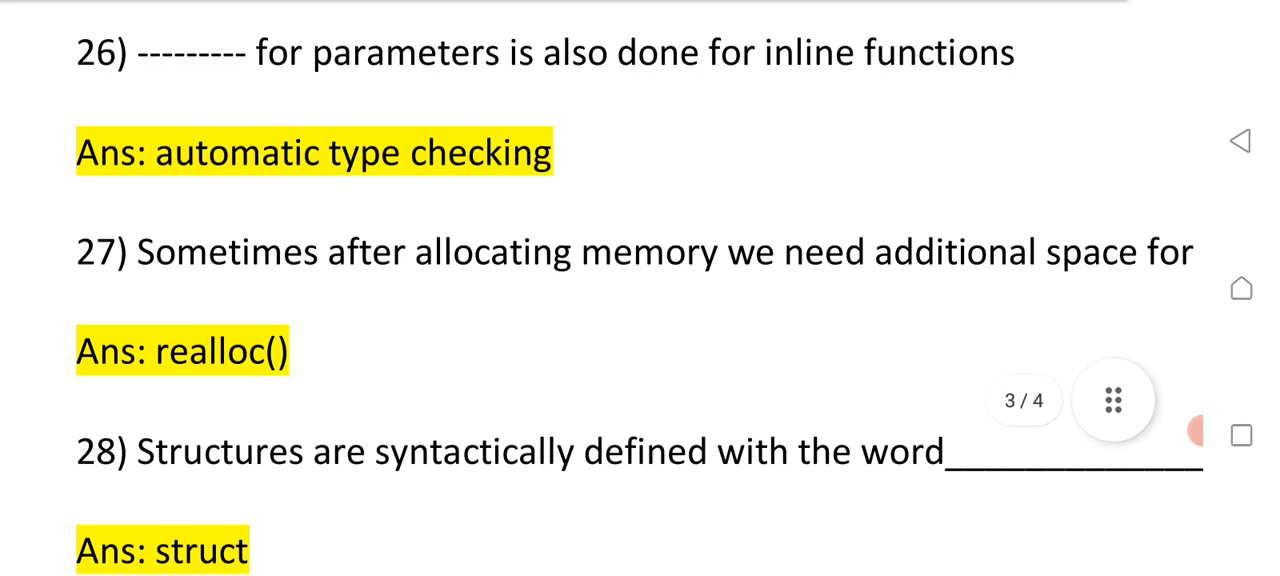 26) --------- for parameters is also done for inline functions
Ans: automatic type checking
27) Sometimes after allocating memory we need additional space for
Ans: realloc()
3 / 4
28) Structures are syntactically defined with the word_____________
Ans: struct